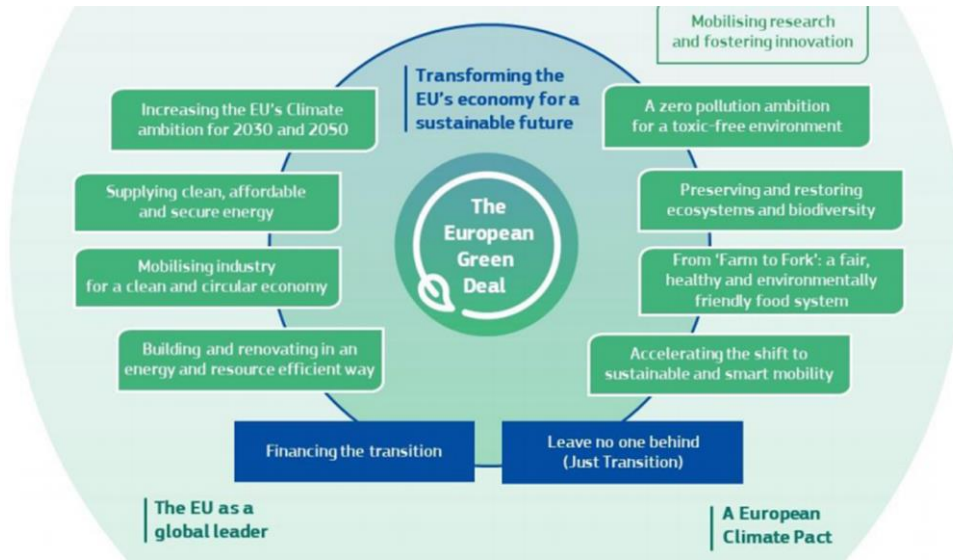 Mobilising research
and fostering innovation
Transforming the
EU's economy for a
sustainable future
Increasing the EU's Climate
ambition for 2030 and 2050
A zero pollution ambition
for a toxic-free environment
Supplying clean, affordable
and secure energy
Preserving and restoring
ecosystems and biodiversity
The
European
Green
Deal
Mobilising industry
for a clean and circular economy
From 'Farm to Fork': a fair,
healthy and environmentally
friendly food system
Building and renovating in an
energy and resource efficient way
Accelerating the shift to
sustainable and smart mobility
Financing the transition
Leave no one behind
(Just Transition)
The EU as a
global leader
A European
Climate Pact